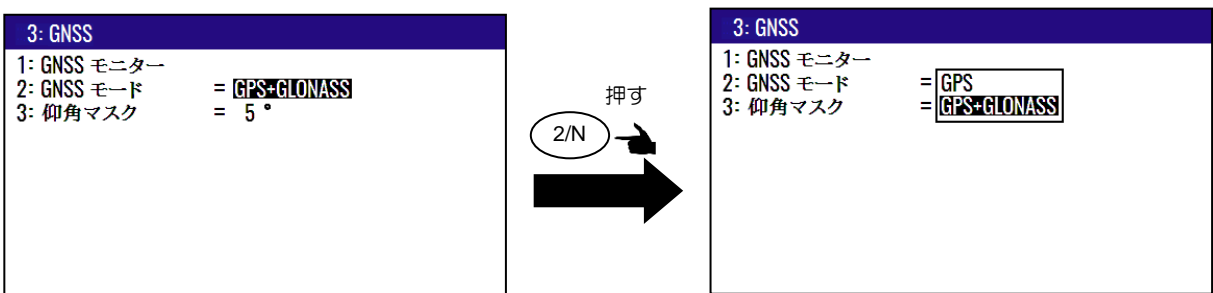 3: GNSS
1: GNSS モニター
2: GNSS モード = GPS+GLONASS
3: 仰角マスク = 5 °
押す
2/N
3: GNSS
1: GNSS モニター
2: GNSS モード = GPS
3: 仰角マスク = GPS+GLONASS